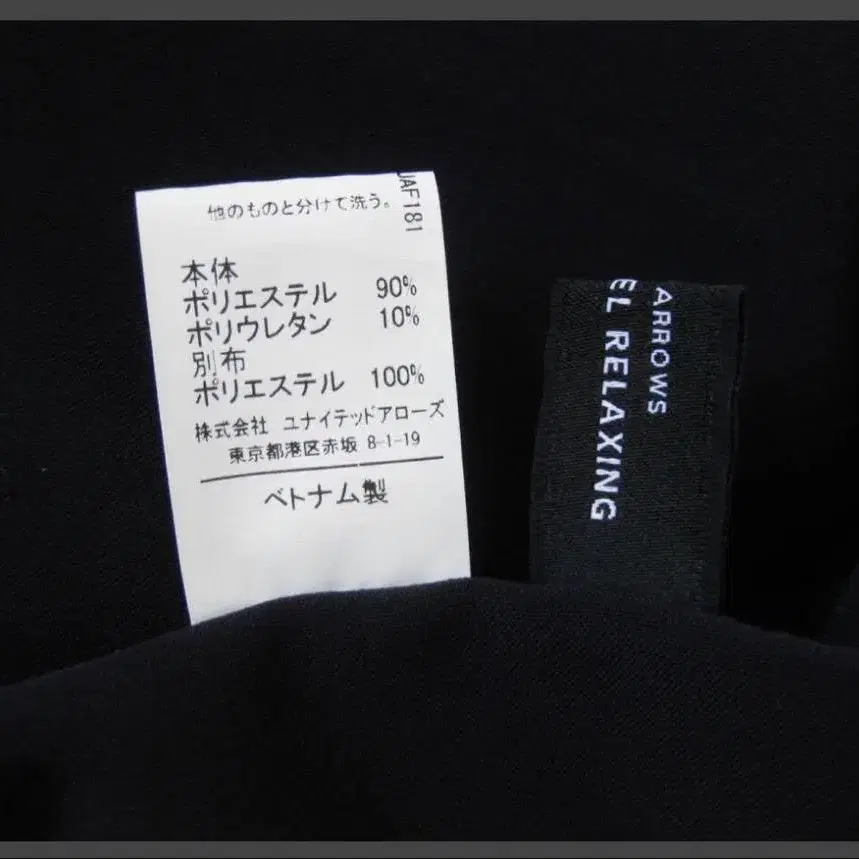 他のものと分けて洗う。
JAF181
本体
ポリエステル 90%
ポリウレタン 10%
別布
ポリエステル 100%
株式会社 ユナイテッドアローズ
東京都港区赤坂 8-1-19
ベトナム製
ARROWS
EL RELAXING